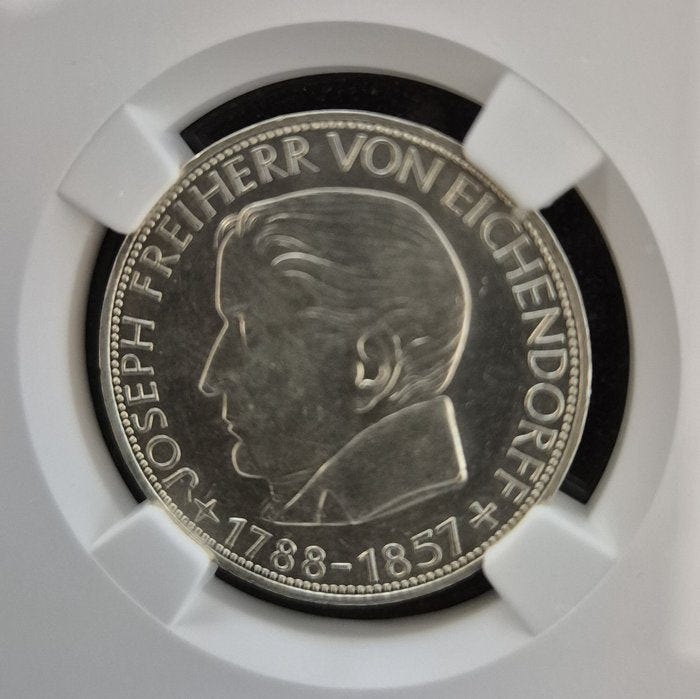 JOSEPH FREIHERR VON EICHENDORFF
1788-1857